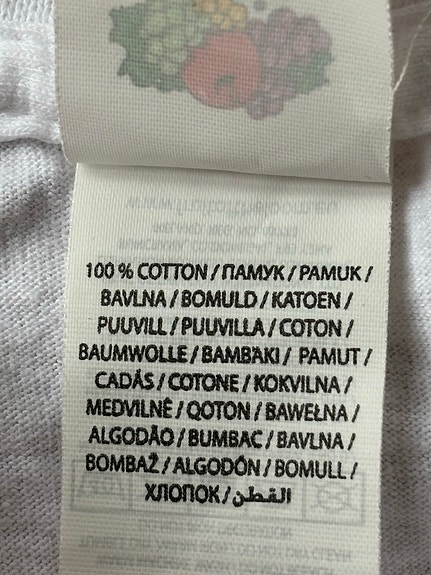 100 % COTTON / ПАМУК / PAMUK /
BAVLNA / BOMULD / KATOEN /
PUUVILL / PUUVILLA / COTON /
BAUMWOLLE / BAMBAKI / PAMUT /
CADÁS / COTONE / KOKVILNA /
MEDVILNĖ / QOTON / BAWEŁNA /
ALGODÃO / BUMBAC / BAVLNA /
BOMBAŽ / ALGODÓN / BOMULL /
ХЛОПОК / القطن